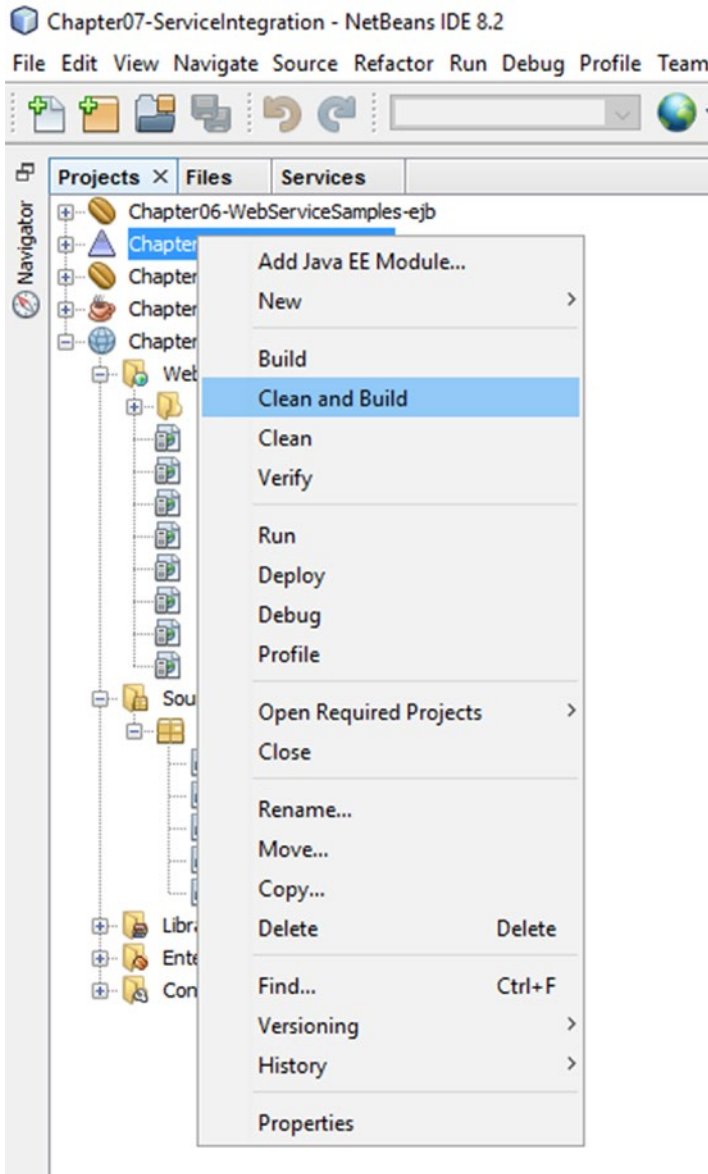 Chapter07-ServiceIntegration - NetBeans IDE 8.2
File Edit View Navigate Source Refactor Run Debug Profile Team
Projects × Files Services
Navigator
Chapter06-WebServiceSamples-ejb
Chapter
Chapter
Chapter
Chapter
Web
Sou
Libra
Ente
Con
Add Java EE Module...
New
Build
Clean and Build
Clean
Verify
Run
Deploy
Debug
Profile
Open Required Projects
Close
Rename...
Move...
Copy...
Delete Delete
Find... Ctrl+F
Versioning
History
Properties